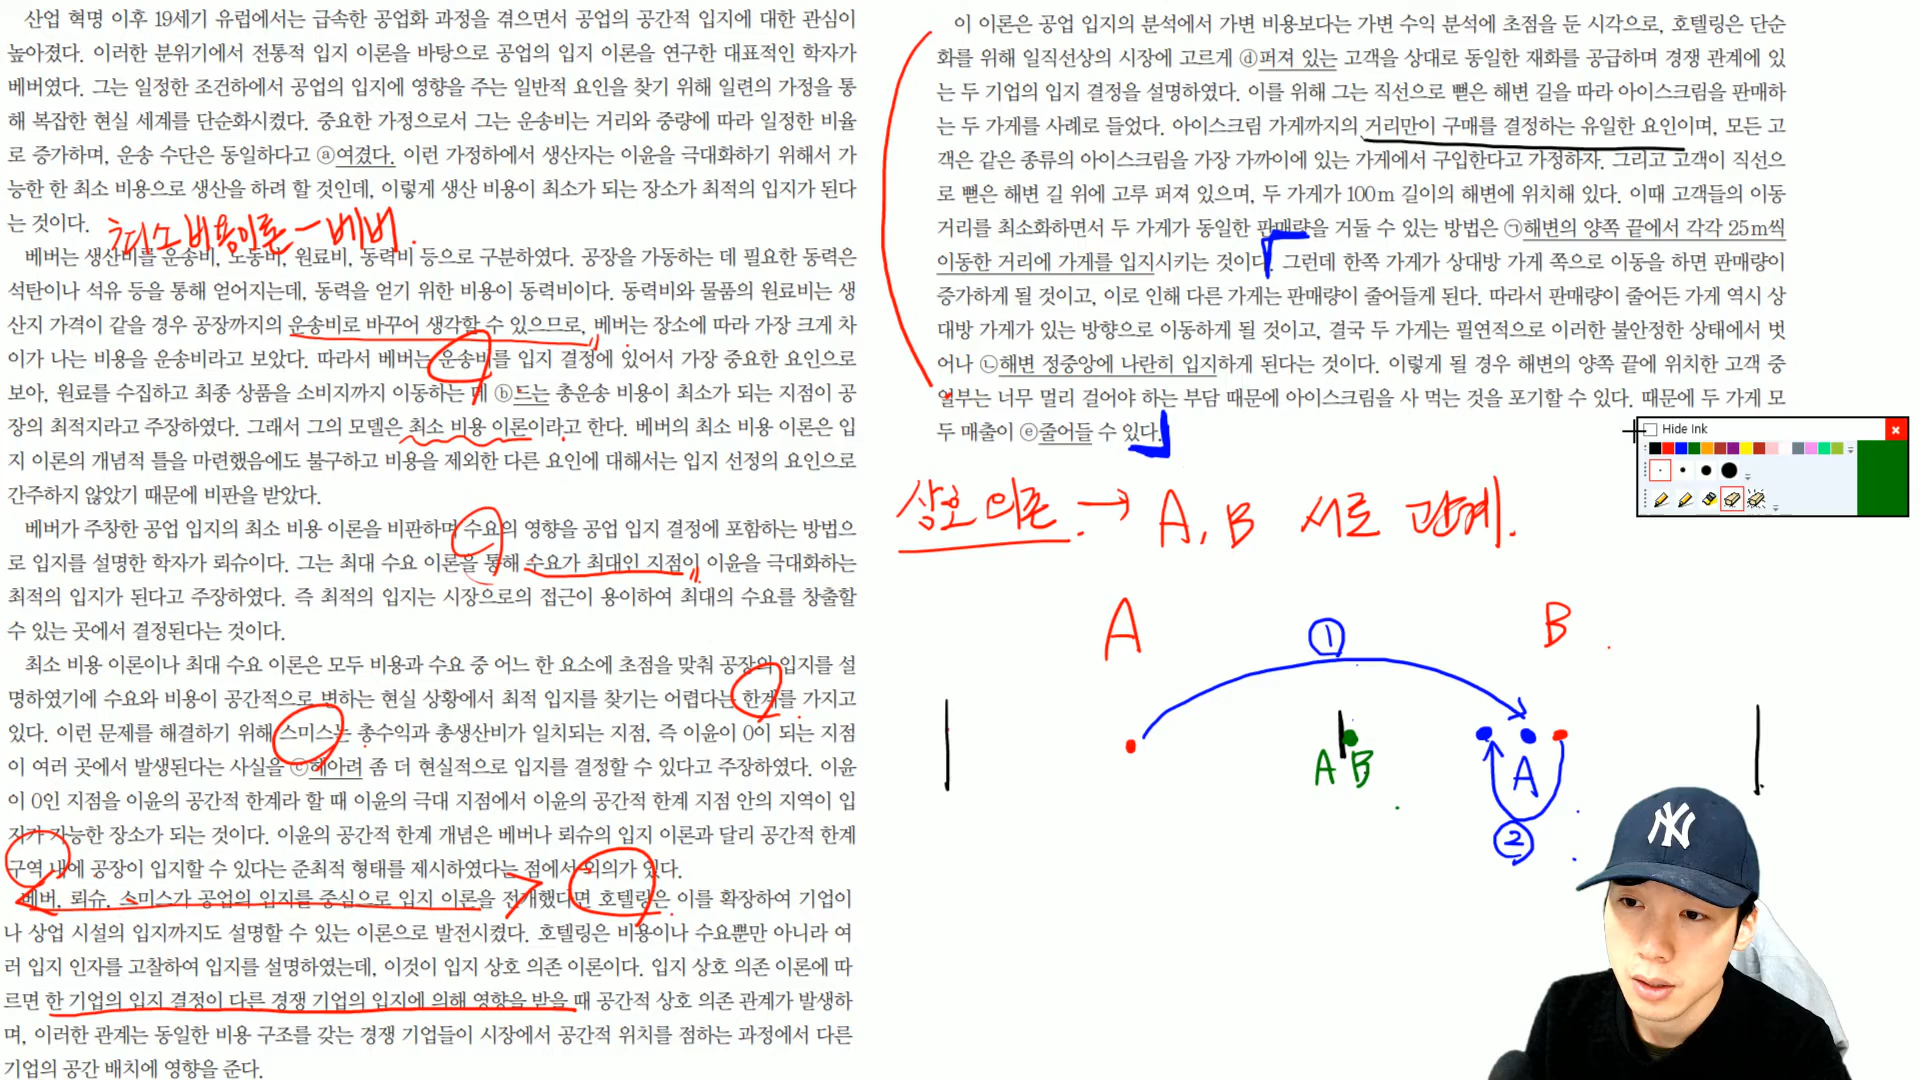 산업 혁명 이후 19세기 유럽에서는 급속한 공업화 과정을 겪으면서 공업의 공간적 입지에 대한 관심이
높아졌다. 이러한 분위기에서 전통적 입지 이론을 바탕으로 공업의 입지 이론을 연구한 대표적인 학자가
베버였다. 그는 일정한 조건하에서 공업의 입지에 영향을 주는 일반적 요인을 찾기 위해 일련의 가정을 통
해 복잡한 현실 세계를 단순화시켰다. 중요한 가정으로서 그는 운송비는 거리와 중량에 따라 일정한 비율
로 증가하며, 운송 수단은 동일하다고 ⓐ여겼다. 이런 가정하에서 생산자는 이윤을 극대화하기 위해서 가
능한 한 최소 비용으로 생산을 하려 할 것인데, 이렇게 생산 비용이 최소가 되는 장소가 최적의 입지가 된다
는 것이다.
최소 비용이론 - 베버.
베버는 생산비를 운송비, 노동비, 원료비, 동력비 등으로 구분하였다. 공장을 가동하는 데 필요한 동력은
석탄이나 석유 등을 통해 얻어지는데, 동력을 얻기 위한 비용이 동력비이다. 동력비와 물품의 원료비는 생
산지 가격이 같을 경우 공장까지의 운송비로 바꾸어 생각할 수 있으므로, 베버는 장소에 따라 가장 크게 차
이가 나는 비용을 운송비라고 보았다. 따라서 베버는 운송비를 입지 결정에 있어서 가장 중요한 요인으로
보아, 원료를 수집하고 최종 상품을 소비지까지 이동하는 데 ⓑ드는 총운송 비용이 최소가 되는 지점이 공
장의 최적지라고 주장하였다. 그래서 그의 모델은 최소 비용 이론이라고 한다. 베버의 최소 비용 이론은 입
지 이론의 개념적 틀을 마련했음에도 불구하고 비용을 제외한 다른 요인에 대해서는 입지 선정의 요인으로
간주하지 않았기 때문에 비판을 받았다.
베버가 주창한 공업 입지의 최소 비용 이론을 비판하며 수요의 영향을 공업 입지 결정에 포함하는 방법으
로 입지를 설명한 학자가 뢰슈이다. 그는 최대 수요 이론을 통해 수요가 최대인 지점이 이윤을 극대화하는
최적의 입지가 된다고 주장하였다. 즉 최적의 입지는 시장으로의 접근이 용이하여 최대의 수요를 창출할
수 있는 곳에서 결정된다는 것이다.
최소 비용 이론이나 최대 수요 이론은 모두 비용과 수요 중 어느 한 요소에 초점을 맞춰 공장의 입지를 설
명하였기에 수요와 비용이 공간적으로 변하는 현실 상황에서 최적 입지를 찾기는 어렵다는 한계를 가지고
있다. 이런 문제를 해결하기 위해 스미스는 총수익과 총생산비가 일치되는 지점, 즉 이윤이 0이 되는 지점
이 여러 곳에서 발생된다는 사실을 ⓒ헤아려 좀 더 현실적으로 입지를 결정할 수 있다고 주장하였다. 이윤
이 0인 지점을 이윤의 공간적 한계라 할 때 이윤의 극대 지점에서 이윤의 공간적 한계 지점 안의 지역이 입
지가 가능한 장소가 되는 것이다. 이윤의 공간적 한계 개념은 베버나 뢰슈의 입지 이론과 달리 공간적 한계
구역 내에 공장이 입지할 수 있다는 준최적 형태를 제시하였다는 점에서 의의가 있다.
베버, 뢰슈, 스미스가 공업의 입지를 중심으로 입지 이론을 전개했다면 호텔링은 이를 확장하여 기업이
나 상업 시설의 입지까지도 설명할 수 있는 이론으로 발전시켰다. 호텔링은 비용이나 수요뿐만 아니라 여
러 입지 인자를 고찰하여 입지를 설명하였는데, 이것이 입지 상호 의존 이론이다. 입지 상호 의존 이론에 따
르면 한 기업의 입지 결정이 다른 경쟁 기업의 입지에 의해 영향을 받을 때 공간적 상호 의존 관계가 발생하
며, 이러한 관계는 동일한 비용 구조를 갖는 경쟁 기업들이 시장에서 공간적 위치를 점하는 과정에서 다른
기업의 공간 배치에 영향을 준다.
이 이론은 공업 입지의 분석에서 가변 비용보다는 가변 수익 분석에 초점을 둔 시각으로, 호텔링은 단순
화를 위해 일직선상의 시장에 고르게 ⓓ퍼져 있는 고객을 상대로 동일한 재화를 공급하며 경쟁 관계에 있
는 두 기업의 입지 결정을 설명하였다. 이를 위해 그는 직선으로 뻗은 해변 길을 따라 아이스크림을 판매하
는 두 가게를 사례로 들었다. 아이스크림 가게까지의 거리만이 구매를 결정하는 유일한 요인이며, 모든 고
객은 같은 종류의 아이스크림을 가장 가까이에 있는 가게에서 구입한다고 가정하자. 그리고 고객이 직선으
로 뻗은 해변 길 위에 고루 퍼져 있으며, 두 가게가 100m 길이의 해변에 위치해 있다. 이때 고객들의 이동
거리를 최소화하면서 두 가게가 동일한 판매량을 거둘 수 있는 방법은 ㉠해변의 양쪽 끝에서 각각 25m씩
이동한 거리에 가게를 입지시키는 것이다. 그런데 한쪽 가게가 상대방 가게 쪽으로 이동을 하면 판매량이
증가하게 될 것이고, 이로 인해 다른 가게는 판매량이 줄어들게 된다. 따라서 판매량이 줄어든 가게 역시 상
대방 가게가 있는 방향으로 이동하게 될 것이고, 결국 두 가게는 필연적으로 이러한 불안정한 상태에서 벗
어나 ㉡해변 정중앙에 나란히 입지하게 된다는 것이다. 이렇게 될 경우 해변의 양쪽 끝에 위치한 고객 중
일부는 너무 멀리 걸어야 하는 부담 때문에 아이스크림을 사 먹는 것을 포기할 수 있다. 때문에 두 가게 모
두 매출이 ⓔ줄어들 수 있다.
Hide Ink
상호 의존 → A, B 서로 관계.
A
①
B
A B
A
②
NY